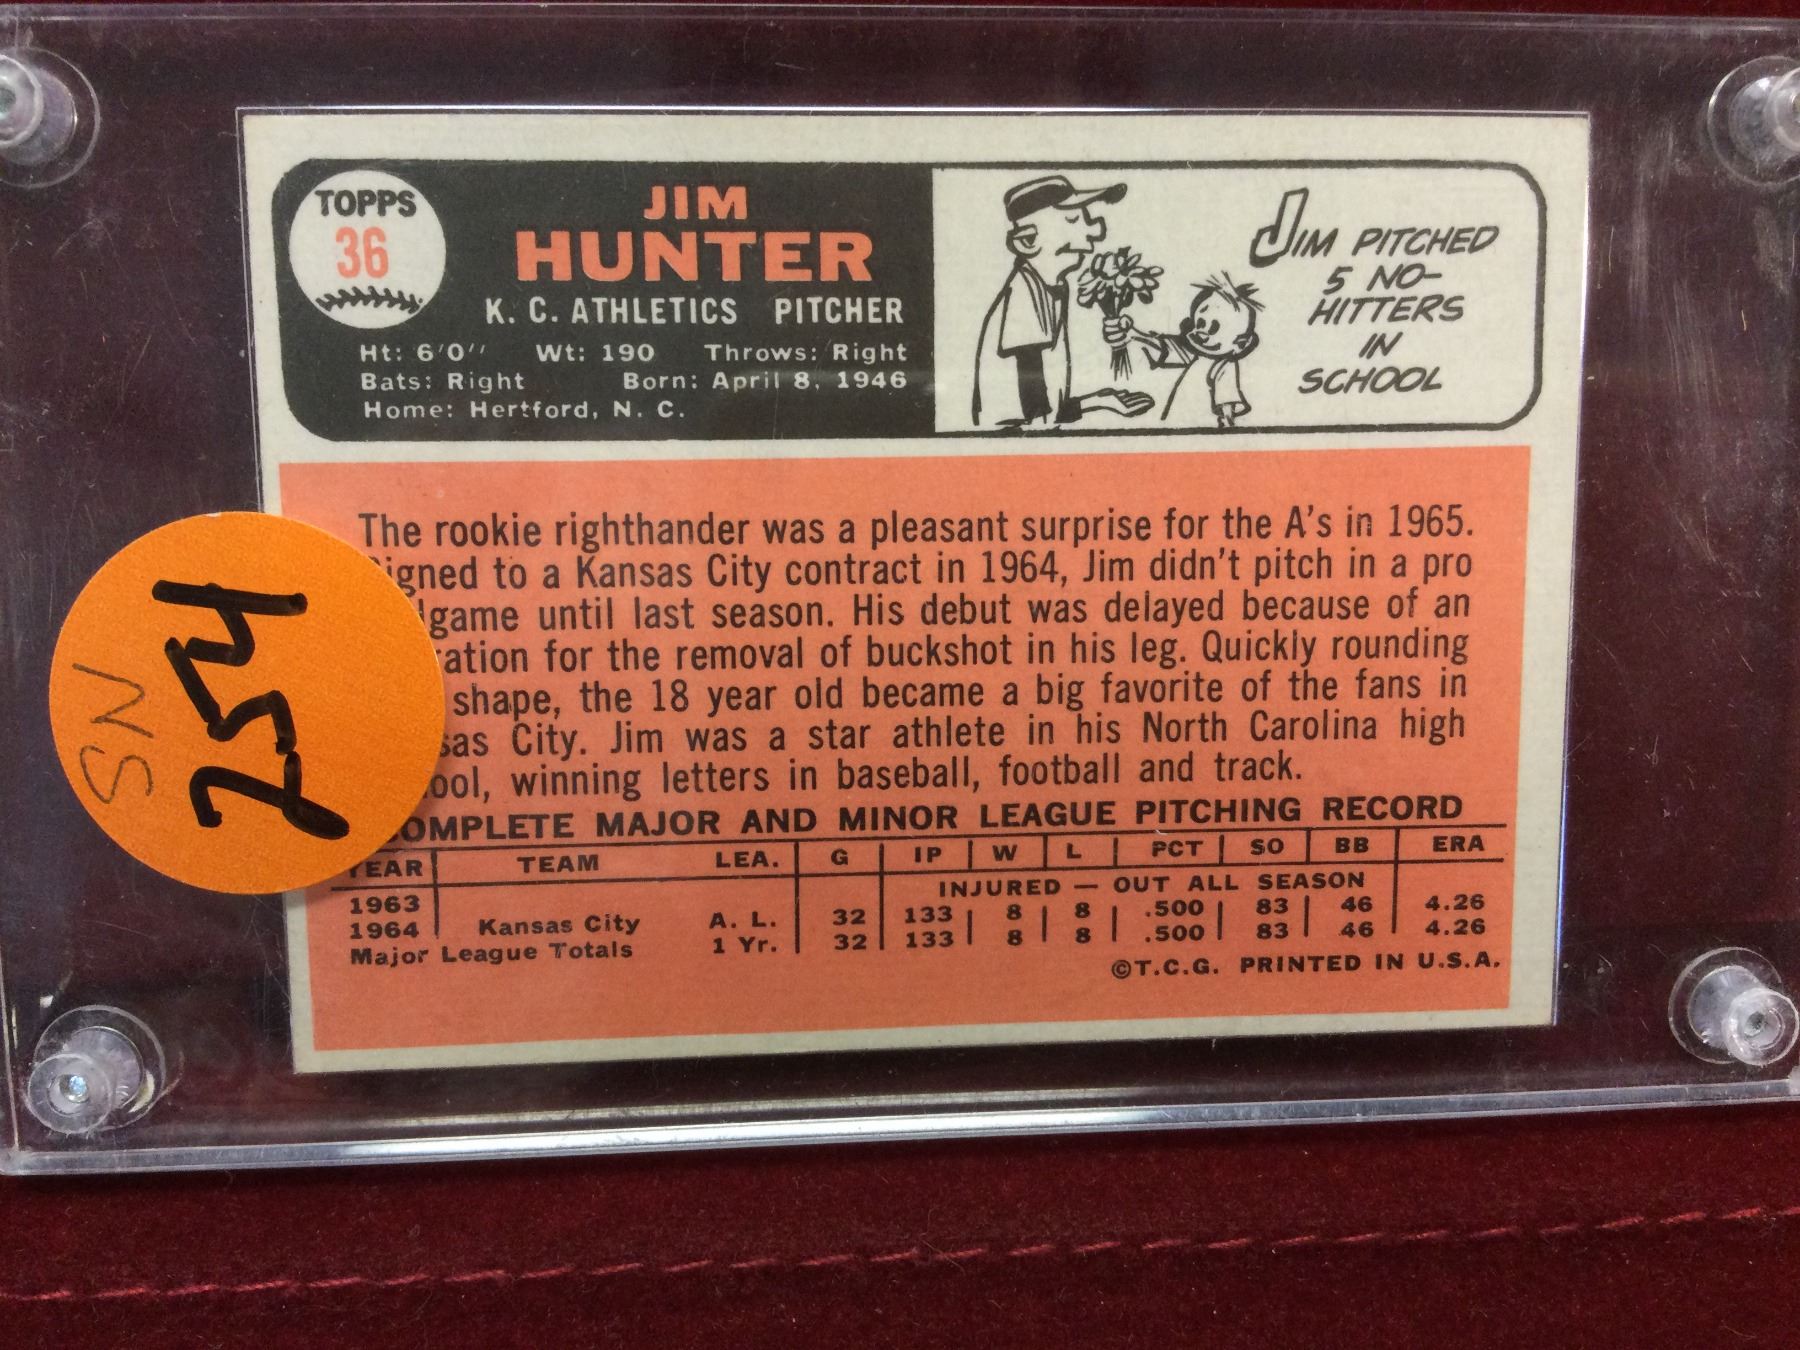 TOPPS
36
JIM
HUNTER
K. C. ATHLETICS PITCHER
Ht: 6'0'' Wt: 190 Throws: Right
Bats: Right Born: April 8, 1946
Home: Hertford, N. C.
JIM PITCHED
5 NO-
HITTERS
IN
SCHOOL
The rookie righthander was a pleasant surprise for the A's in 1965.
igned to a Kansas City contract in 1964, Jim didn't pitch in a pro
lgame until last season. His debut was delayed because of an
ration for the removal of buckshot in his leg. Quickly rounding
shape, the 18 year old became a big favorite of the fans in
sas City. Jim was a star athlete in his North Carolina high
ool, winning letters in baseball, football and track.
OMPLETE MAJOR AND MINOR LEAGUE PITCHING RECORD
YEAR TEAM LEA. G IP W L PCT SO BB ERA
1963 INJURED — OUT ALL SEASON
1964 Kansas City A. L. 32 133 8 8 .500 83 46 4.26
Major League Totals 1 Yr. 32 133 8 8 .500 83 46 4.26
©T.C.G. PRINTED IN U.S.A.
SN
254